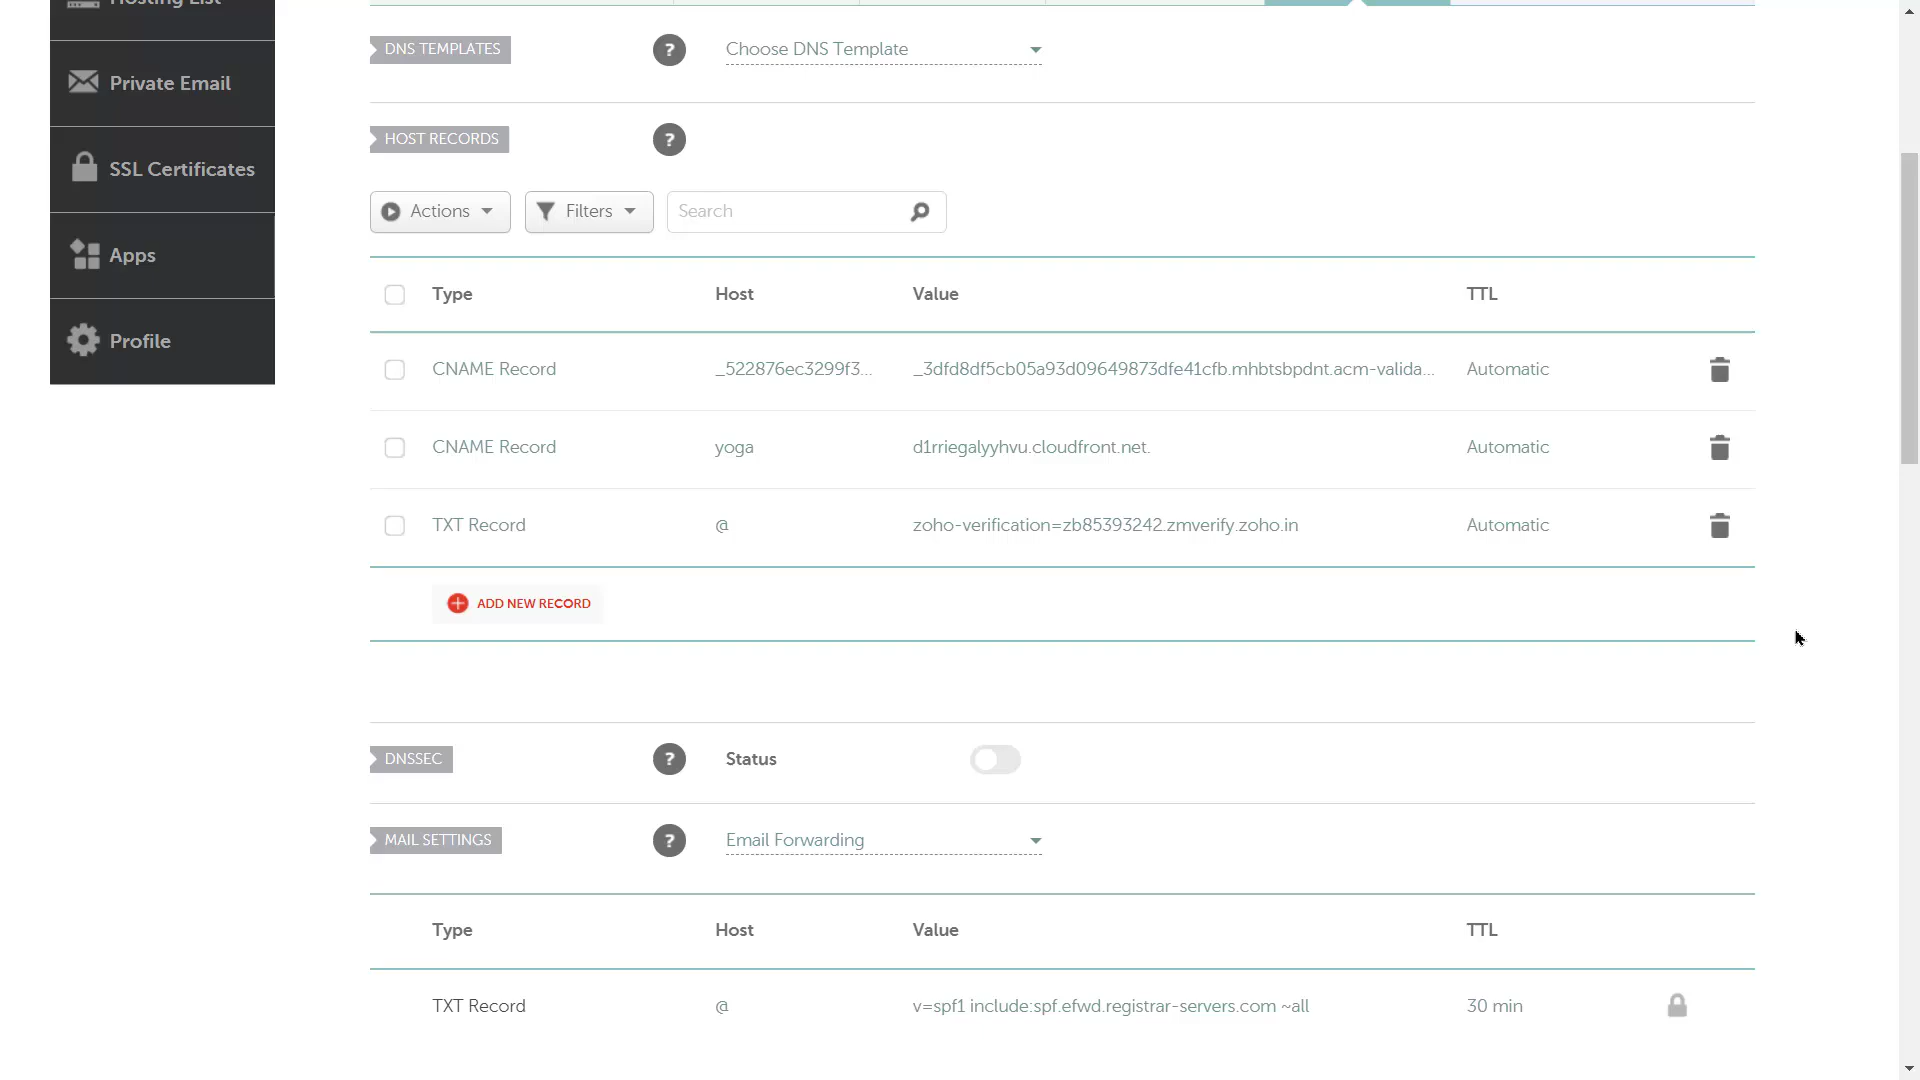 Hosting List
Private Email
SSL Certificates
Apps
Profile
DNS TEMPLATES ? Choose DNS Template
HOST RECORDS ?
Actions Filters Search
Type Host Value TTL
CNAME Record _522876ec3299f3... _3dfd8df5cb05a93d09649873dfe41cfb.mhbtsbpdnt.acm-valida... Automatic
CNAME Record yoga d1rriegalyyhvu.cloudfront.net. Automatic
TXT Record @ zoho-verification=zb85393242.zmverify.zoho.in Automatic
ADD NEW RECORD
DNSSEC ? Status
MAIL SETTINGS ? Email Forwarding
Type Host Value TTL
TXT Record @ v=spf1 include:spf.efwd.registrar-servers.com ~all 30 min